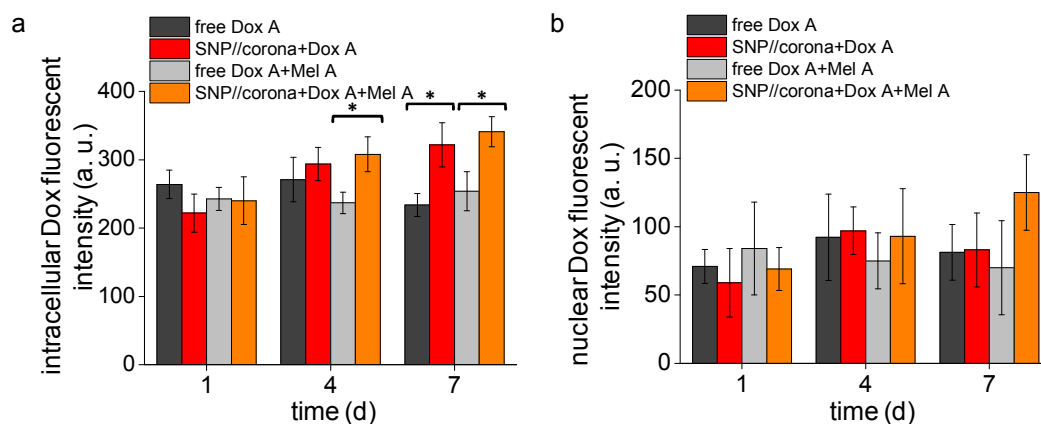 a
free Dox A
SNP//corona+Dox A
free Dox A+Mel A
SNP//corona+Dox A+Mel A
*
*
*
400
300
200
100
0
intracellular Dox fluorescent
intensity (a. u.)
1
4
7
time (d)
b
free Dox A
SNP//corona+Dox A
free Dox A+Mel A
SNP//corona+Dox A+Mel A
200
150
100
50
0
nuclear Dox fluorescent
intensity (a. u.)
1
4
7
time (d)